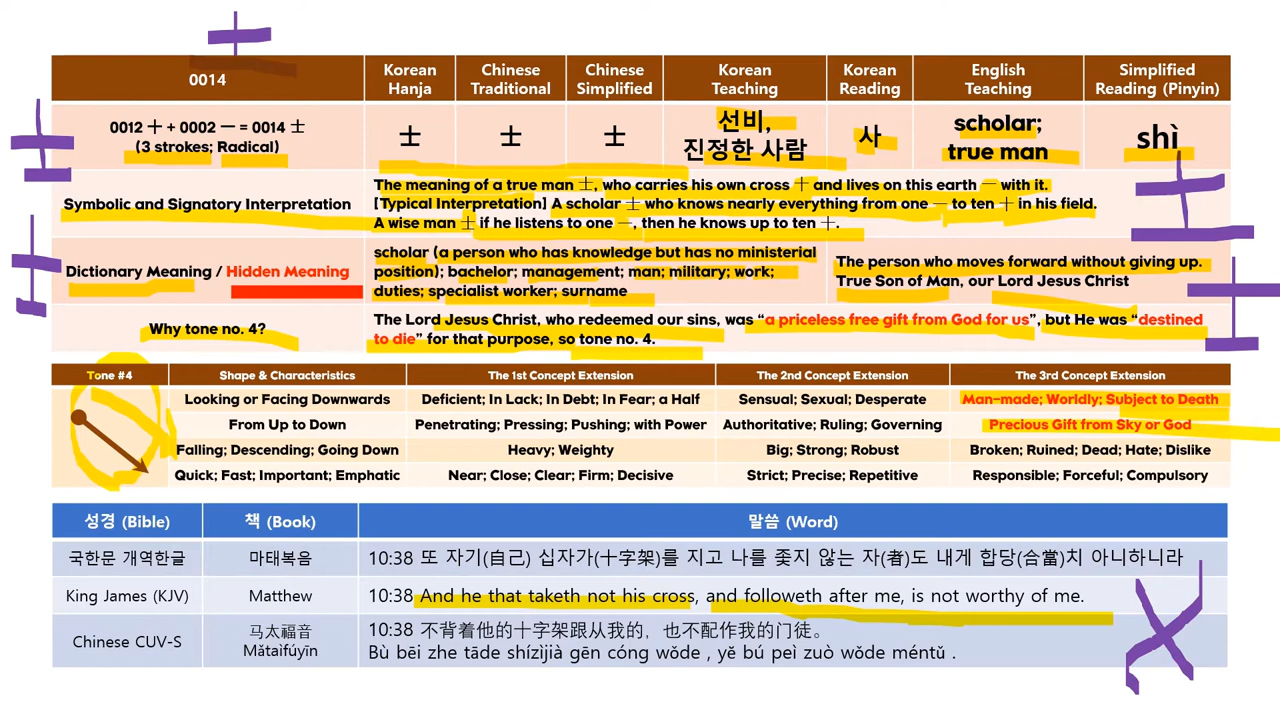 0014
Korean
Hanja
Chinese
Traditional
Chinese
Simplified
Korean
Teaching
Korean
Reading
English
Teaching
Simplified
Reading (Pinyin)
0012 十 + 0002 一 = 0014 士
(3 strokes; Radical)
士
士
士
선비,
진정한 사람
사
scholar;
true man
shì
Symbolic and Signatory Interpretation
The meaning of a true man 士, who carries his own cross 十 and lives on this earth 一 with it.
[Typical Interpretation] A scholar 士 who knows nearly everything from one 一 to ten 十 in his field.
A wise man 士 if he listens to one 一, then he knows up to ten 十.
Dictionary Meaning / Hidden Meaning
scholar (a person who has knowledge but has no ministerial
position); bachelor; management; man; military; work;
duties; specialist worker; surname
The person who moves forward without giving up.
True Son of Man, our Lord Jesus Christ
Why tone no. 4?
The Lord Jesus Christ, who redeemed our sins, was “a priceless free gift from God for us”, but He was “destined
to die” for that purpose, so tone no. 4.
Tone #4
Shape & Characteristics
The 1st Concept Extension
The 2nd Concept Extension
The 3rd Concept Extension
Looking or Facing Downwards
Deficient; In Lack; In Debt; In Fear; a Half
Sensual; Sexual; Desperate
Man-made; Worldly; Subject to Death
From Up to Down
Penetrating; Pressing; Pushing; with Power
Authoritative; Ruling; Governing
Precious Gift from Sky or God
Falling; Descending; Going Down
Heavy; Weighty
Big; Strong; Robust
Broken; Ruined; Dead; Hate; Dislike
Quick; Fast; Important; Emphatic
Near; Close; Clear; Firm; Decisive
Strict; Precise; Repetitive
Responsible; Forceful; Compulsory
성경 (Bible)
책 (Book)
말씀 (Word)
국한문 개역한글
마태복음
10:38 또 자기(自己) 십자가(十字架)를 지고 나를 좇지 않는 자(者)도 내게 합당(合當)치 아니하니라
King James (KJV)
Matthew
10:38 And he that taketh not his cross, and followeth after me, is not worthy of me.
Chinese CUV-S
马太福音
Mǎtàifúyīn
10:38 不背着他的十字架跟从我的，也不配作我的门徒。
Bù bēi zhe tāde shízìjià gēn cóng wǒde , yě bú peì zuò wǒde méntǔ .